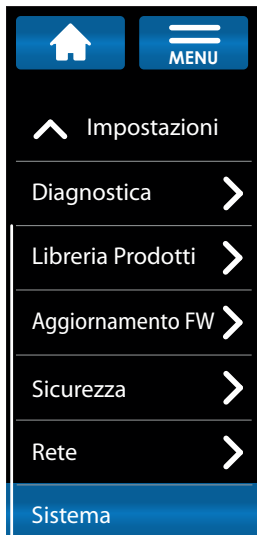 MENU
Impostazioni
Diagnostica
Libreria Prodotti
Aggiornamento FW
Sicurezza
Rete
Sistema